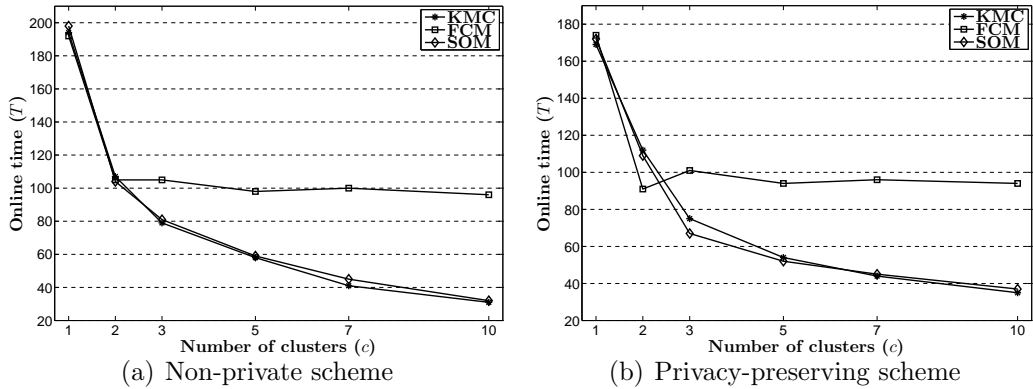 KMC
FCM
SOM
Online time (T)
200
180
160
140
120
100
80
60
40
20
1 2 3 5 7 10
Number of clusters (c)
(a) Non-private scheme
KMC
FCM
SOM
Online time (T)
180
160
140
120
100
80
60
40
20
1 2 3 5 7 10
Number of clusters (c)
(b) Privacy-preserving scheme